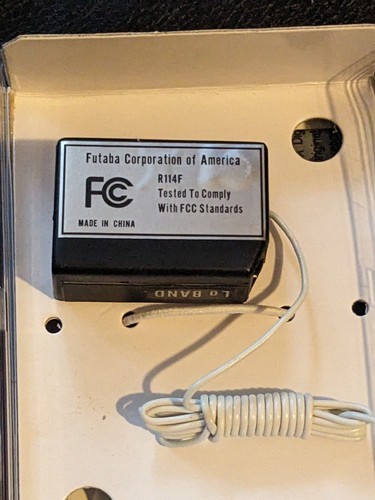 Futaba Corporation of America
FC
R114F
Tested To Comply
With FCC Standards
MADE IN CHINA
Lo BAND